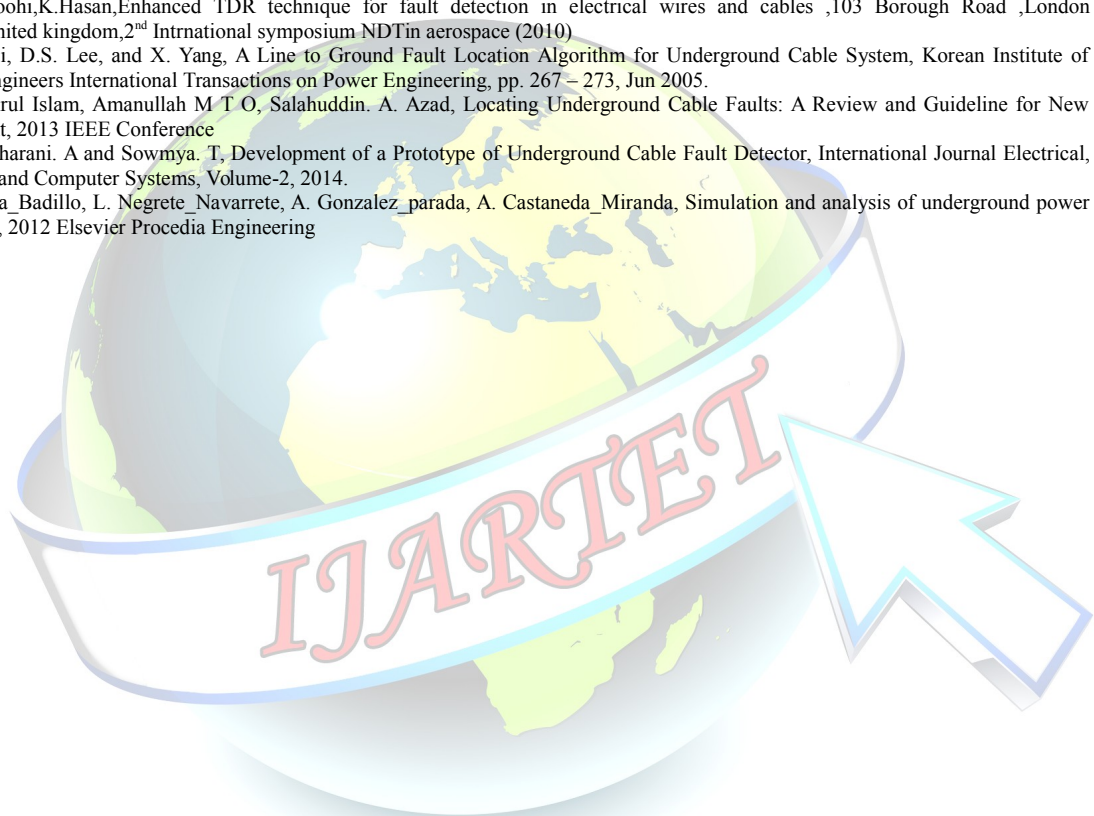 oohi,K.Hasan,Enhanced TDR technique for fault detection in electrical wires and cables ,103 Borough Road ,London
nited kingdom,2nd Intrnational symposium NDTin aerospace (2010)
i, D.S. Lee, and X. Yang, A Line to Ground Fault Location Algorithm for Underground Cable System, Korean Institute of
ngineers International Transactions on Power Engineering, pp. 267 – 273, Jun 2005.
rul Islam, Amanullah M T O, Salahuddin. A. Azad, Locating Underground Cable Faults: A Review and Guideline for New
t, 2013 IEEE Conference
harani. A and Sowmya. T, Development of a Prototype of Underground Cable Fault Detector, International Journal Electrical,
and Computer Systems, Volume-2, 2014.
a_Badillo, L. Negrete_Navarrete, A. Gonzalez_parada, A. Castaneda_Miranda, Simulation and analysis of underground power
, 2012 Elsevier Procedia Engineering
IJARTET